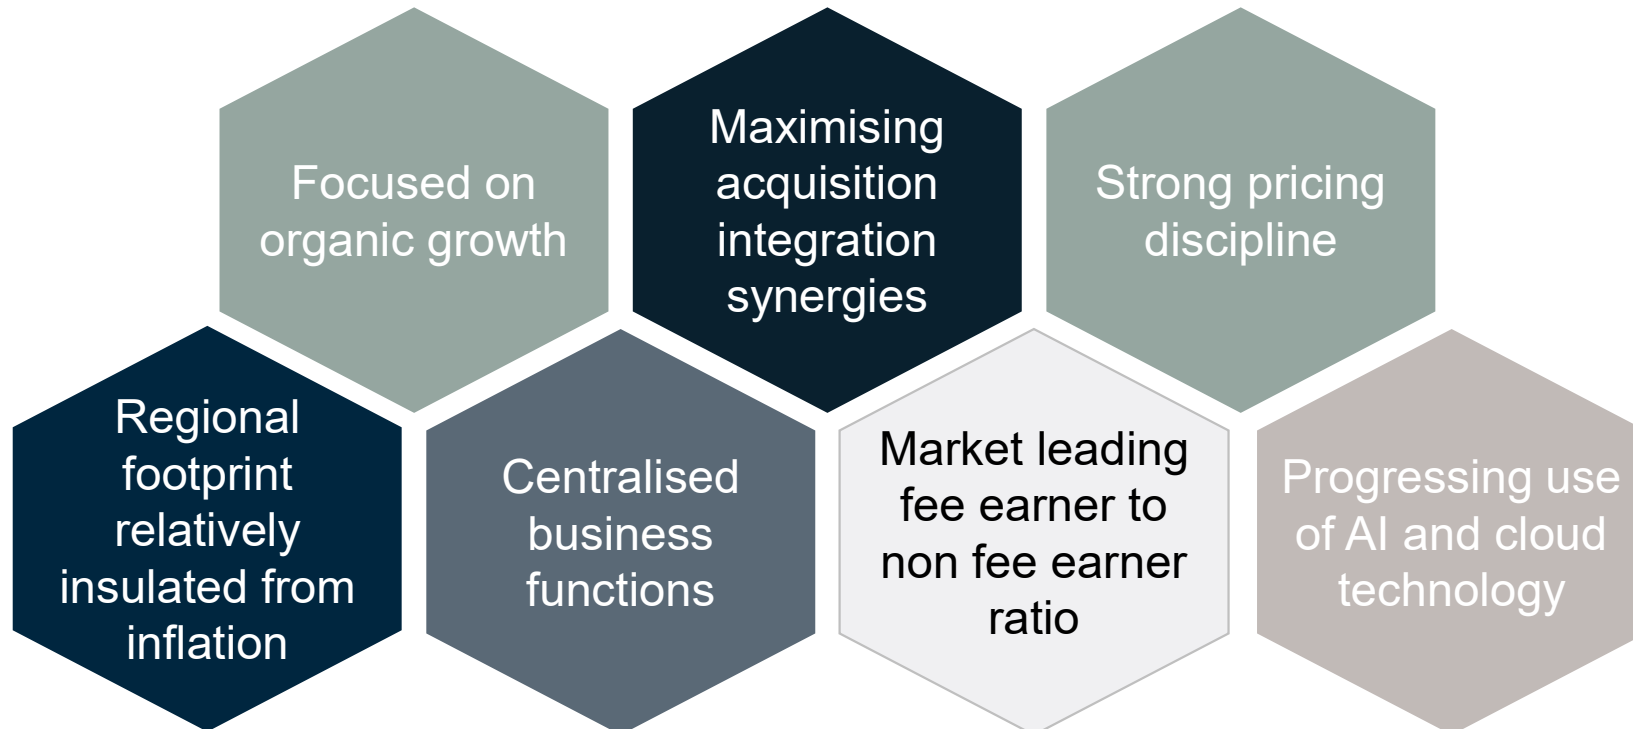 Focused on
organic growth
Maximising
acquisition
integration
synergies
Strong pricing
discipline
Regional
footprint
relatively
insulated from
inflation
Centralised
business
functions
Market leading
fee earner to
non fee earner
ratio
Progressing use
of AI and cloud
technology